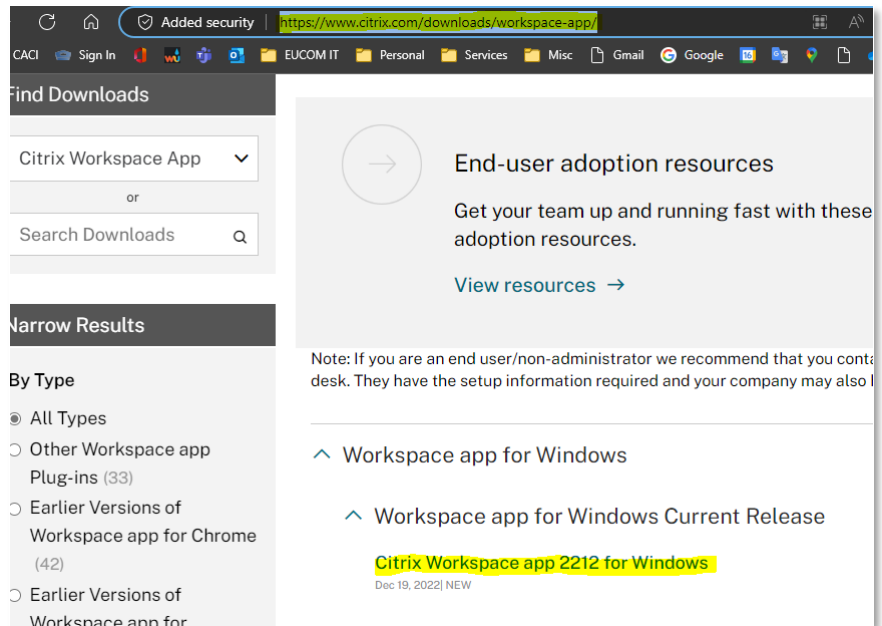 Added security
https://www.citrix.com/downloads/workspace-app/
CACI Sign In EUCOM IT Personal Services Misc Gmail Google 16
Find Downloads
Citrix Workspace App
or
Search Downloads
Narrow Results
By Type
All Types
Other Workspace app
Plug-ins (33)
Earlier Versions of
Workspace app for Chrome
(42)
Earlier Versions of
Workspace app for
End-user adoption resources
Get your team up and running fast with these
adoption resources.
View resources →
Note: If you are an end user/non-administrator we recommend that you conta
desk. They have the setup information required and your company may also
Workspace app for Windows
Workspace app for Windows Current Release
Citrix Workspace app 2212 for Windows
Dec 19, 2022| NEW